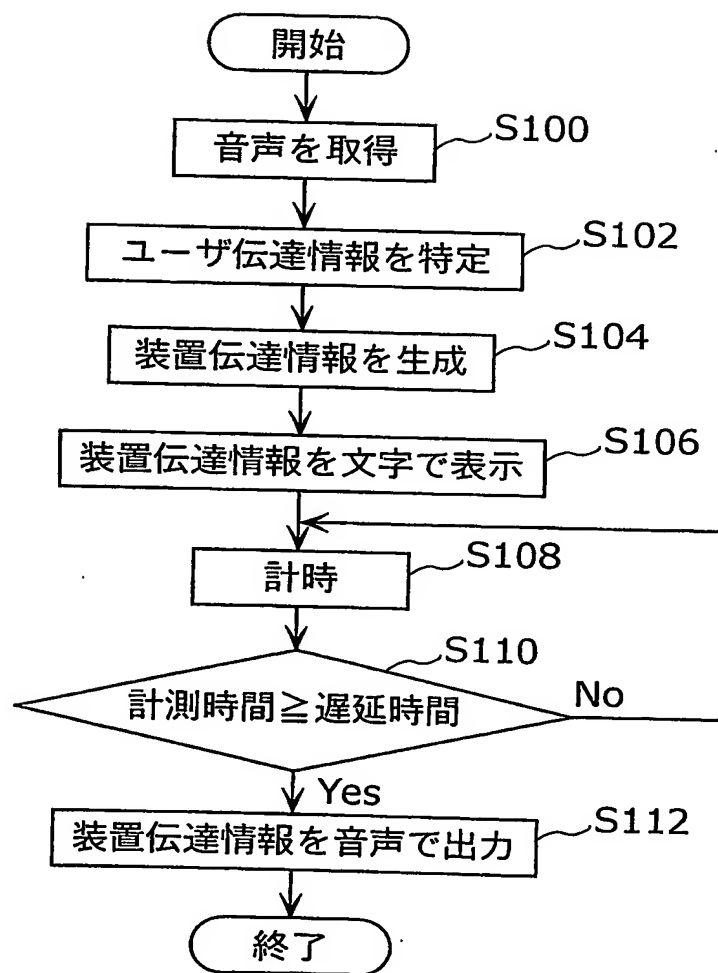 開始
音声を取得
S100
ユーザ伝達情報を特定
S102
装置伝達情報を生成
S104
装置伝達情報を文字で表示
S106
計時
S108
計測時間≧遅延時間
S110
No
Yes
装置伝達情報を音声で出力
S112
終了